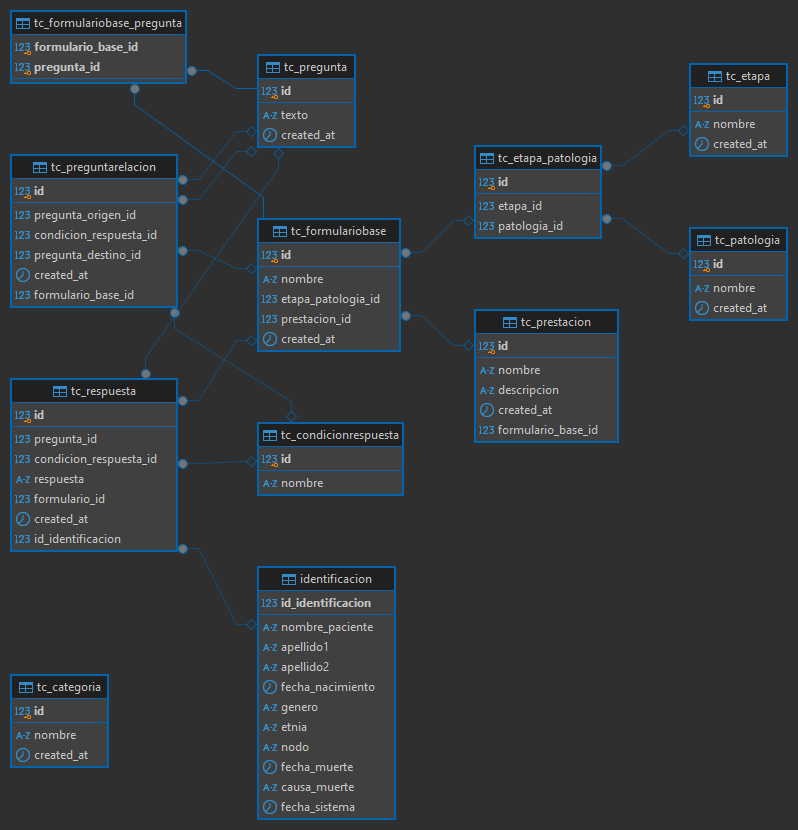 tc_formulariobase_pregunta
123 formulario_base_id
123 pregunta_id
tc_pregunta
123 id
A-Z texto
created_at
tc_etapa
123 id
A-Z nombre
created_at
tc_preguntarelacion
123 id
123 pregunta_origen_id
123 condicion_respuesta_id
123 pregunta_destino_id
created_at
123 formulario_base_id
tc_etapa_patologia
123 id
123 etapa_id
123 patologia_id
tc_formulariobase
123 id
A-Z nombre
123 etapa_patologia_id
123 prestacion_id
created_at
tc_patologia
123 id
A-Z nombre
created_at
tc_prestacion
123 id
A-Z nombre
A-Z descripcion
created_at
123 formulario_base_id
tc_respuesta
123 id
123 pregunta_id
123 condicion_respuesta_id
A-Z respuesta
123 formulario_id
created_at
123 id_identificacion
tc_condicionrespuesta
123 id
A-Z nombre
identificacion
123 id_identificacion
A-Z nombre_paciente
A-Z apellido1
A-Z apellido2
fecha_nacimiento
A-Z genero
A-Z etnia
A-Z nodo
fecha_muerte
A-Z causa_muerte
fecha_sistema
tc_categoria
123 id
A-Z nombre
created_at